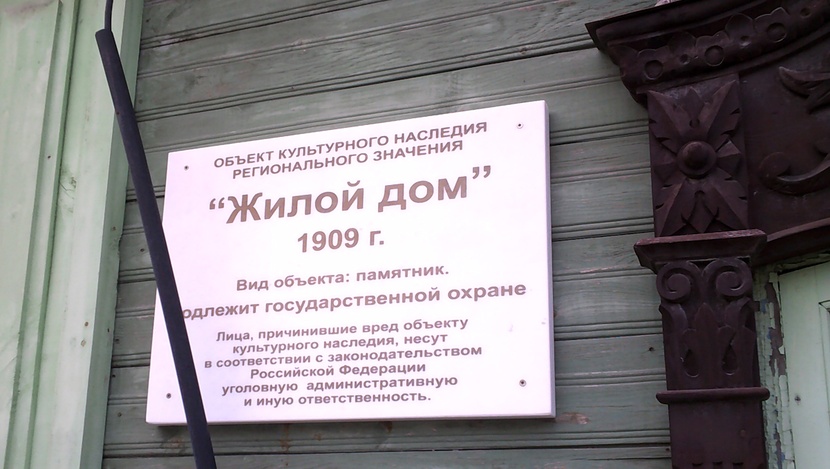 ОБЪЕКТ КУЛЬТУРНОГО НАСЛЕДИЯ
РЕГИОНАЛЬНОГО ЗНАЧЕНИЯ
“Жилой дом”
1909 г.
Вид объекта: памятник.
одлежит государственной охране
Лица, причинившие вред объекту
культурного наследия, несут
в соответствии с законодательством
Российской Федерации
уголовную административную
и иную ответственность.